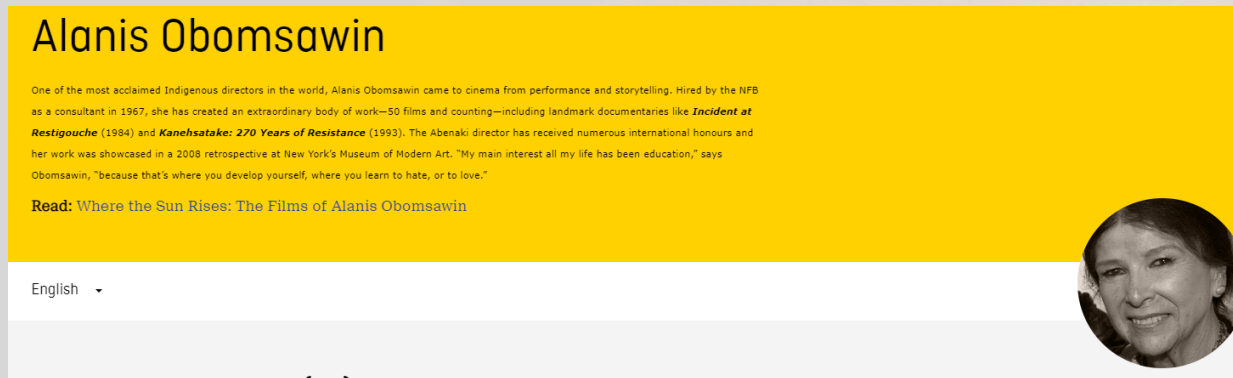 Alanis Obomsawin
One of the most acclaimed Indigenous directors in the world, Alanis Obomsawin came to cinema from performance and storytelling. Hired by the NFB
as a consultant in 1967, she has created an extraordinary body of work—50 films and counting—including landmark documentaries like Incident at
Restigouche (1984) and Kanehsatake: 270 Years of Resistance (1993). The Abenaki director has received numerous international honours and
her work was showcased in a 2008 retrospective at New York’s Museum of Modern Art. “My main interest all my life has been education,” says
Obomsawin, “because that’s where you develop yourself, where you learn to hate, or to love.”
Read: Where the Sun Rises: The Films of Alanis Obomsawin
English